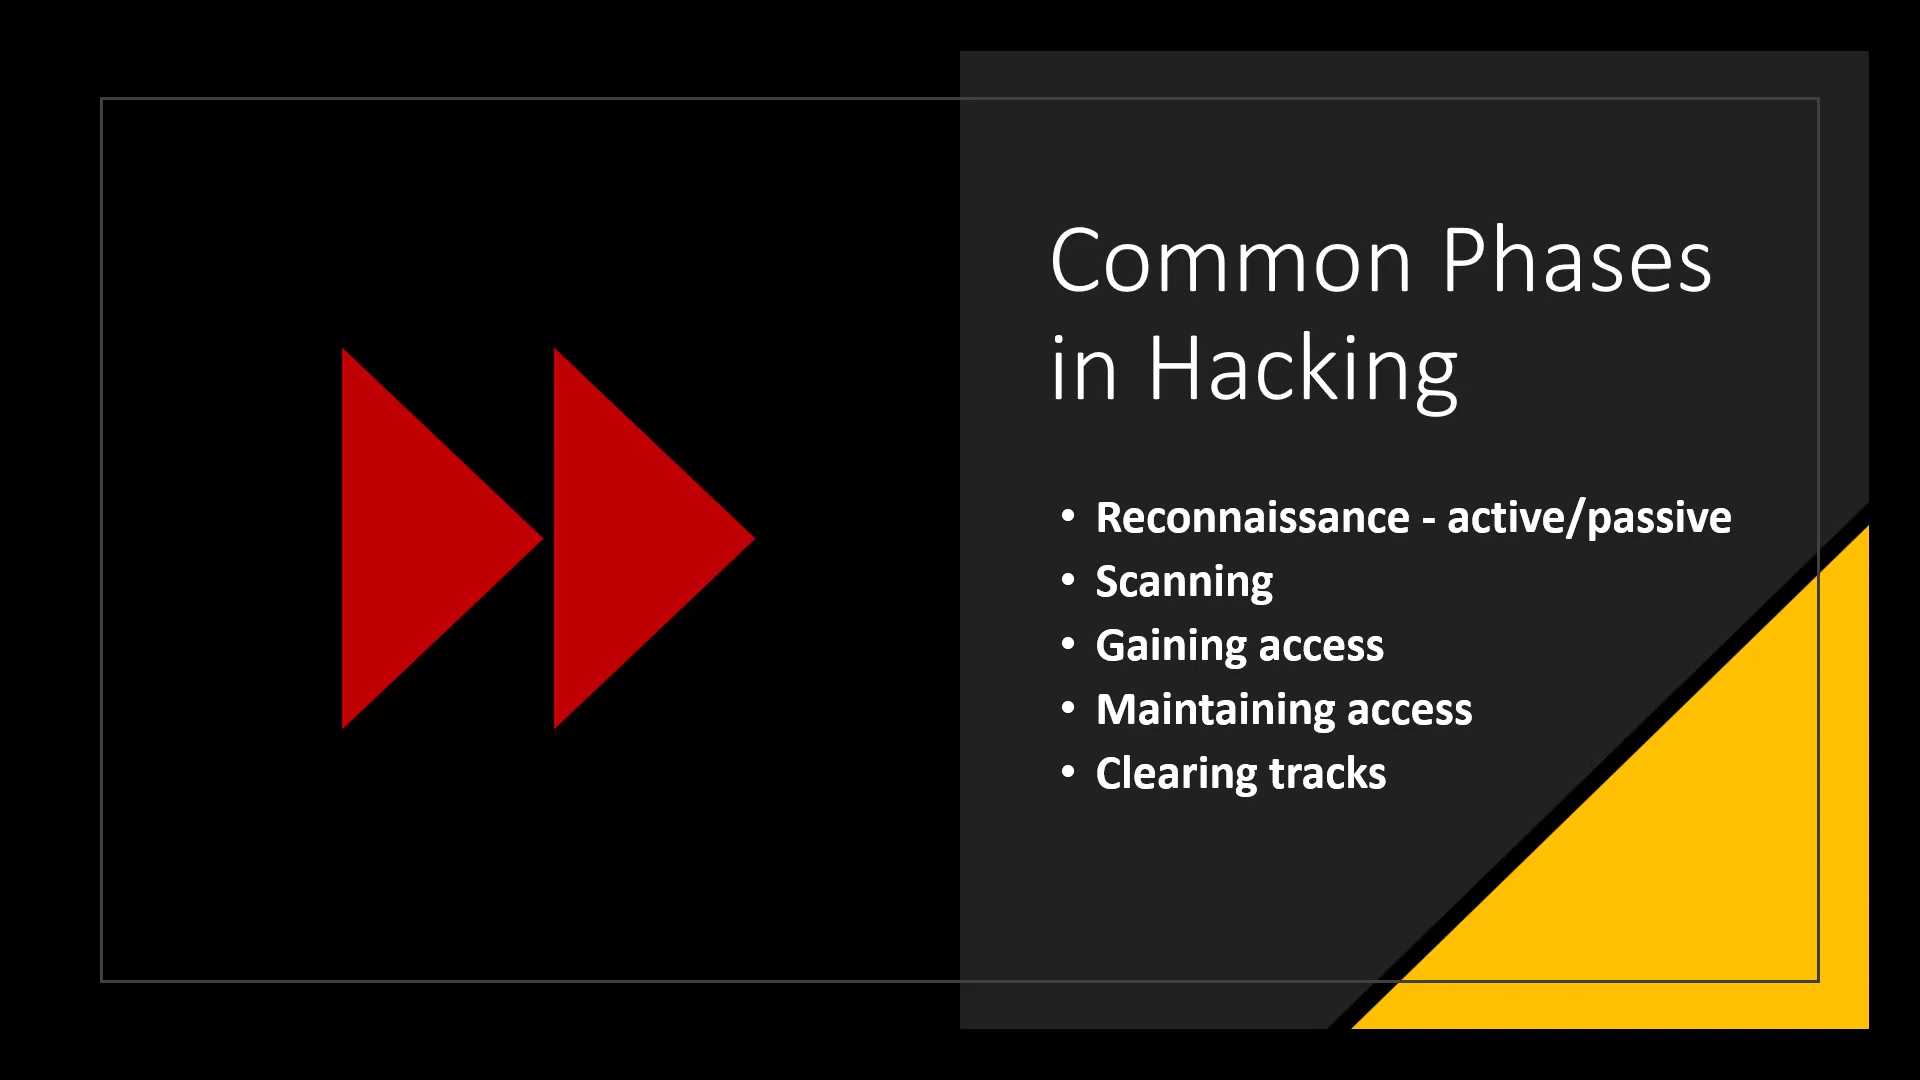 Common Phases
in Hacking
• Reconnaissance - active/passive
• Scanning
• Gaining access
• Maintaining access
• Clearing tracks